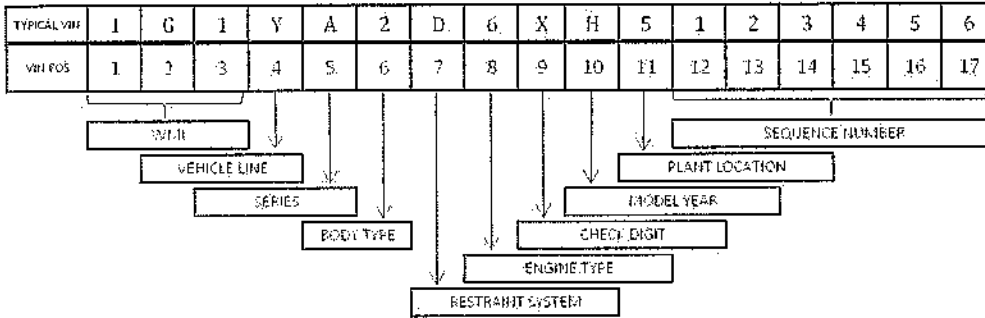 TYPICAL VIN 1 G 1 Y A 2 D 6 X H 5 1 2 3 4 5 6
VIN POS 1 2 3 4 5 6 7 8 9 10 11 12 13 14 15 16 17
WMI SEQUENCE NUMBER
VEHICLE LINE PLANT LOCATION
SERIES MODEL YEAR
BODY TYPE CHECK DIGIT
ENGINE TYPE
RESTRAINT SYSTEM